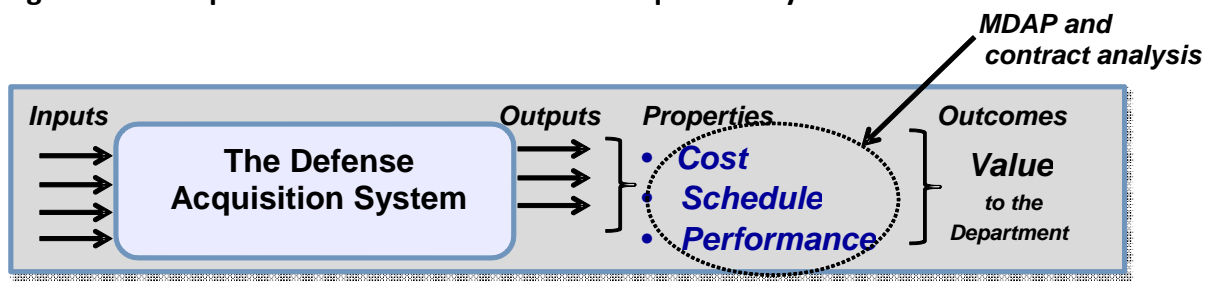 MDAP and
contract analysis
Inputs
Outputs
Properties
Outcomes
The Defense
Acquisition System
• Cost
• Schedule
• Performance
Value
to the
Department